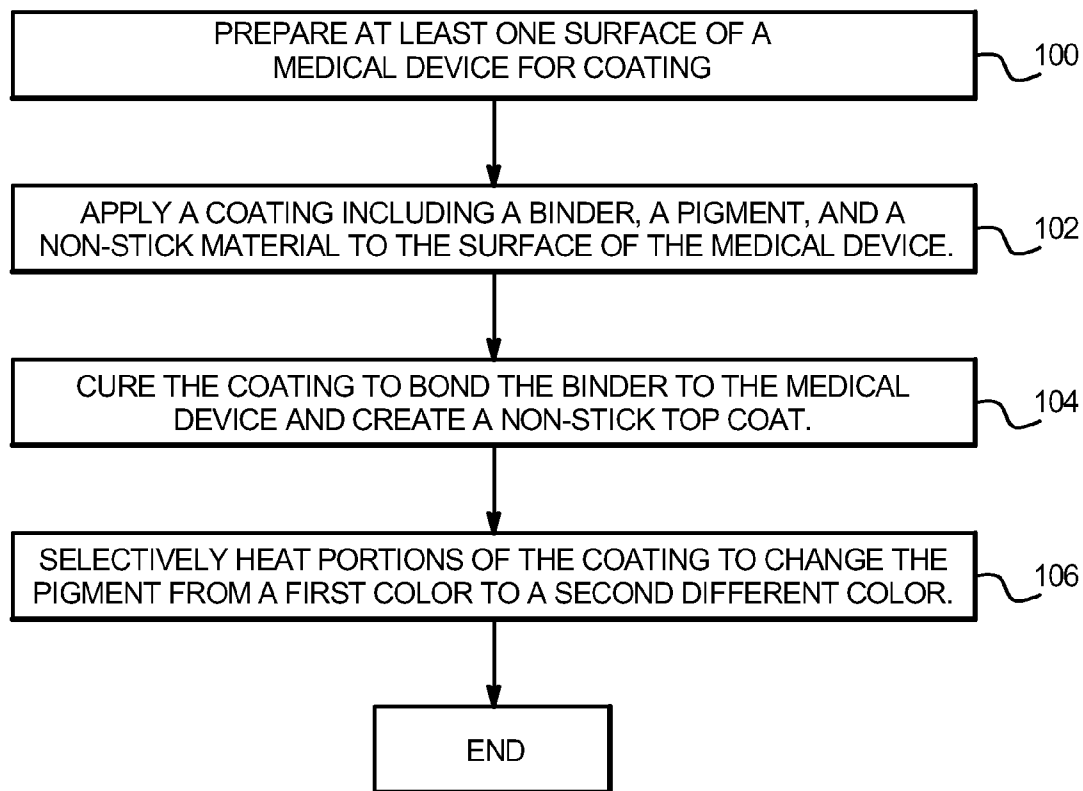 PREPARE AT LEAST ONE SURFACE OF A
MEDICAL DEVICE FOR COATING
100
APPLY A COATING INCLUDING A BINDER, A PIGMENT, AND A
NON-STICK MATERIAL TO THE SURFACE OF THE MEDICAL DEVICE.
102
CURE THE COATING TO BOND THE BINDER TO THE MEDICAL
DEVICE AND CREATE A NON-STICK TOP COAT.
104
SELECTIVELY HEAT PORTIONS OF THE COATING TO CHANGE THE
PIGMENT FROM A FIRST COLOR TO A SECOND DIFFERENT COLOR.
106
END